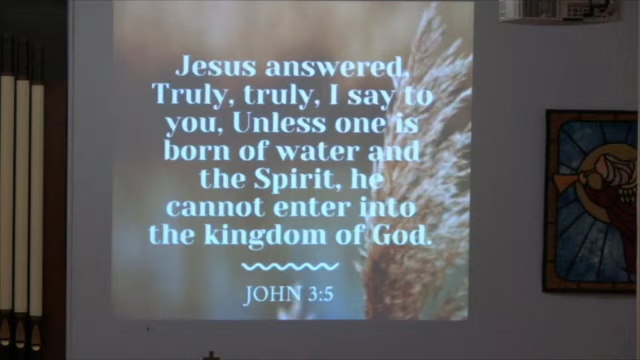 Jesus answered,
Truly, truly, I say to
you, Unless one is
born of water and
the Spirit, he
cannot enter into
the kingdom of God.
JOHN 3:5